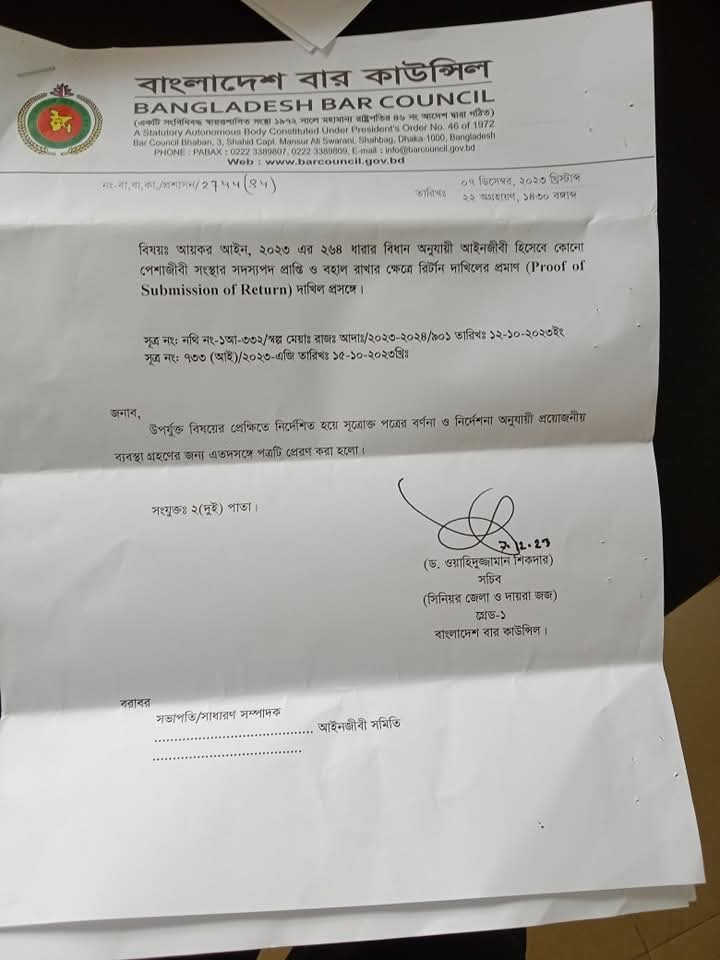 বাংলাদেশ বার কাউন্সিল
BANGLADESH BAR COUNCIL
(একটি সংবিধিবদ্ধ স্বায়ত্তশাসিত সংস্থা ১৯৭২ সালে মহামান্য রাষ্ট্রপতির ৪৬ নং আদেশ দ্বারা গঠিত)
A Statutory Autonomous Body Constituted Under President's Order No. 46 of 1972
Bar Council Bhaban, 3, Shahid Capt. Mansur Ali Swarani, Shahbag, Dhaka-1000, Bangladesh
PHONE : PABAX : 0222 3389807, 0222 3389809, E-mail : info@barcouncil.gov.bd
Web : www.barcouncil.gov.bd
নং-বা.বা.কা./প্রশাসন/২৭৫৫(৪৭)
তারিখঃ
০৭ ডিসেম্বর, ২০২৩ খ্রিস্টাব্দ
২২ অগ্রহায়ণ, ১৪৩০ বঙ্গাব্দ
বিষয়ঃ আয়কর আইন, ২০২৩ এর ২৬৪ ধারার বিধান অনুযায়ী আইনজীবী হিসেবে কোনো
পেশাজীবী সংস্থার সদস্যপদ প্রাপ্তি ও বহাল রাখার ক্ষেত্রে রির্টান দাখিলের প্রমাণ (Proof of
Submission of Return) দাখিল প্রসঙ্গে।
সূত্র নং: নথি নং-১আ-৩৩২/স্বল্প মেয়াঃ রাজঃ আদাঃ/২০২৩-২০২৪/৯০১ তারিখঃ ১২-১০-২০২৩ইং
সূত্র নং: ৭৩৩ (আই)/২০২৩-এজি তারিখঃ ১৫-১০-২০২৩খ্রিঃ
জনাব,
উপর্যুক্ত বিষয়ের প্রেক্ষিতে নির্দেশিত হয়ে সূত্রোক্ত পত্রের বর্ণনা ও নির্দেশনা অনুযায়ী প্রয়োজনীয়
ব্যবস্থা গ্রহণের জন্য এতদসঙ্গে পত্রটি প্রেরণ করা হলো।
সংযুক্তঃ ২(দুই) পাতা।
7.12.23
(ড. ওয়াহিদুজ্জামান শিকদার)
সচিব
(সিনিয়র জেলা ও দায়রা জজ)
গ্রেড-১
বাংলাদেশ বার কাউন্সিল।
বরাবর
সভাপতি/সাধারণ সম্পাদক
...................................... আইনজীবী সমিতি
....................................